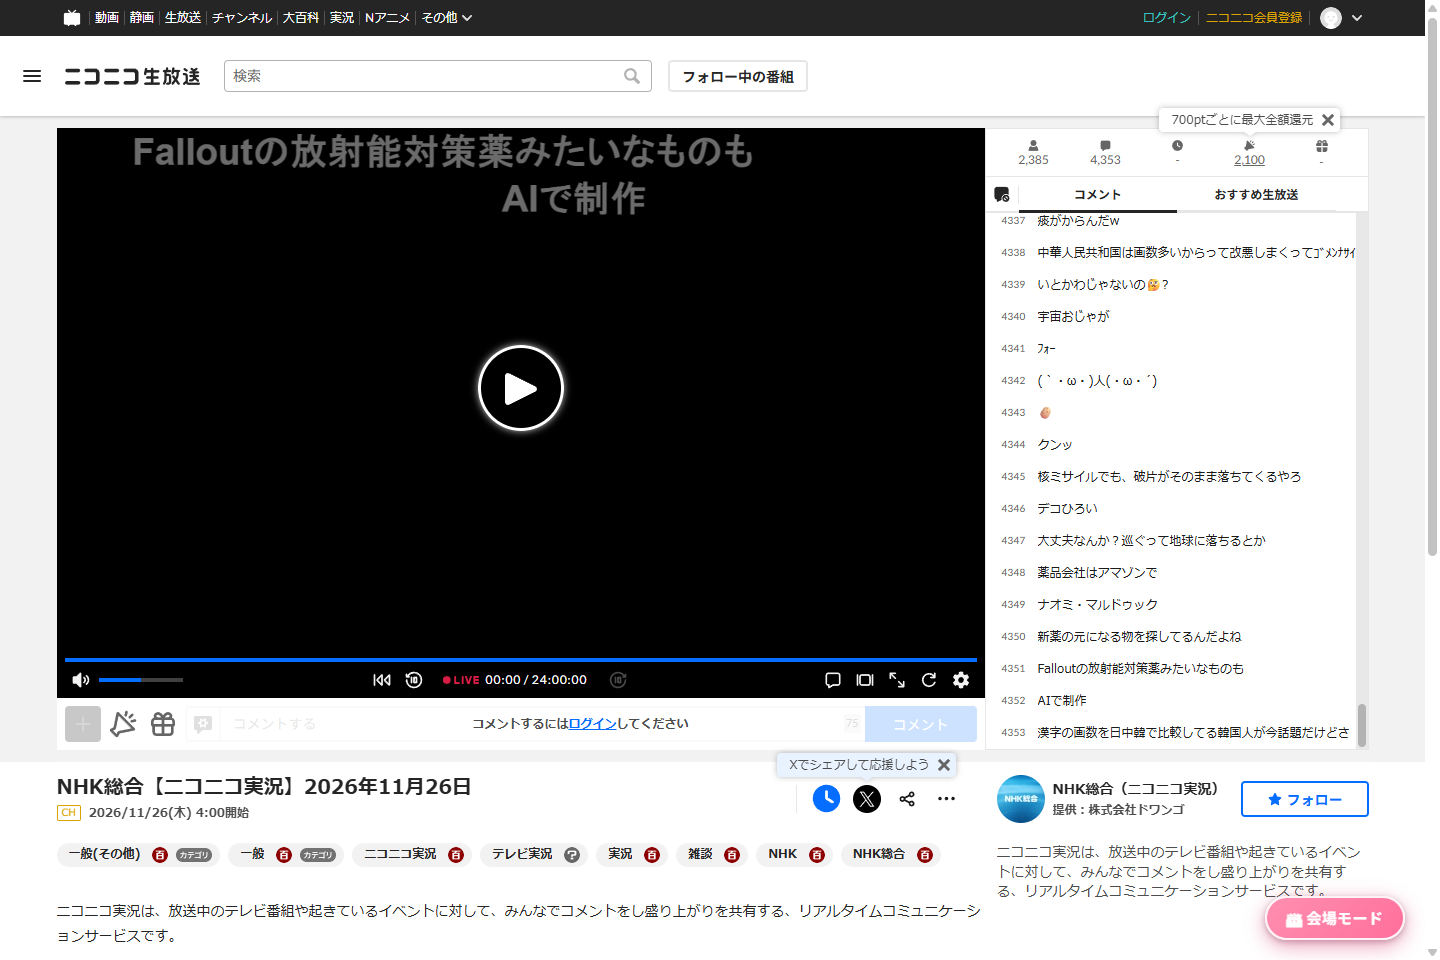 動画 静画 生放送 チャンネル 大百科 実況 Nアニメ その他 ログイン ニコニコ会員登録
ニコニコ生放送 検索 フォロー中の番組
700ptごとに最大全額還元
Falloutの放射能対策薬みたいなものも
AIで制作
2,385 4,353 - 2,100 -
コメント おすすめ生放送
4337 痰がからんだw
4338 中華人民共和国は画数多いからって改悪しまくってｺﾞﾒﾝﾅｻｲ
4339 いとかわじゃないの🤔？
4340 宇宙おじゃが
4341 ﾌｫｰ
4342 (｀・ω・)人(・ω・´)
4343 🥔
4344 クンッ
4345 核ミサイルでも、破片がそのまま落ちてくるやろ
4346 デコひろい
4347 大丈夫なんか？巡ぐって地球に落ちるとか
4348 薬品会社はアマゾンで
4349 ナオミ・マルドゥック
4350 新薬の元になる物を探してるんだよね
4351 Falloutの放射能対策薬みたいなものも
4352 AIで制作
4353 漢字の画数を日中韓で比較してる韓国人が今話題だけどさ
10 LIVE 00:00 / 24:00:00 10
コメントする コメントするにはログインしてください 75 コメント
Xでシェアして応援しよう
NHK総合【ニコニコ実況】2026年11月26日
CH 2026/11/26(木) 4:00開始
NHK総合 NHK総合（ニコニコ実況）
提供：株式会社ドワンゴ
フォロー
一般(その他) 百 カテゴリ 一般 百 カテゴリ ニコニコ実況 百 テレビ実況 ? 実況 百 雑談 百 NHK 百 NHK総合 百
ニコニコ実況は、放送中のテレビ番組や起きているイベントに対して、みんなでコメントをし盛り上がりを共有する、リアルタイムコミュニケーシ
ョンサービスです。
ニコニコ実況は、放送中のテレビ番組や起きているイベン
トに対して、みんなでコメントをし盛り上がりを共有す
る、リアルタイムコミュニケーションサービスです。
会場モード